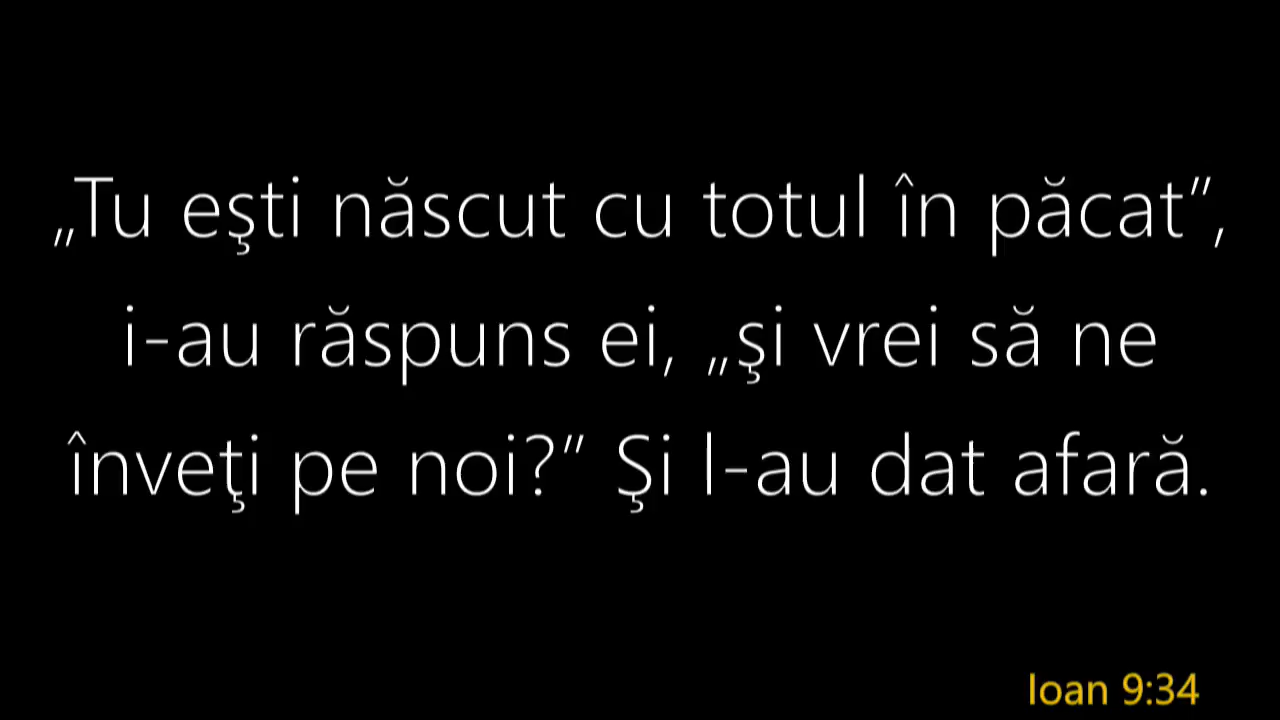 „Tu eşti născut cu totul în păcat”,
i-au răspuns ei, „şi vrei să ne
înveţi pe noi?” Şi l-au dat afară.
Ioan 9:34